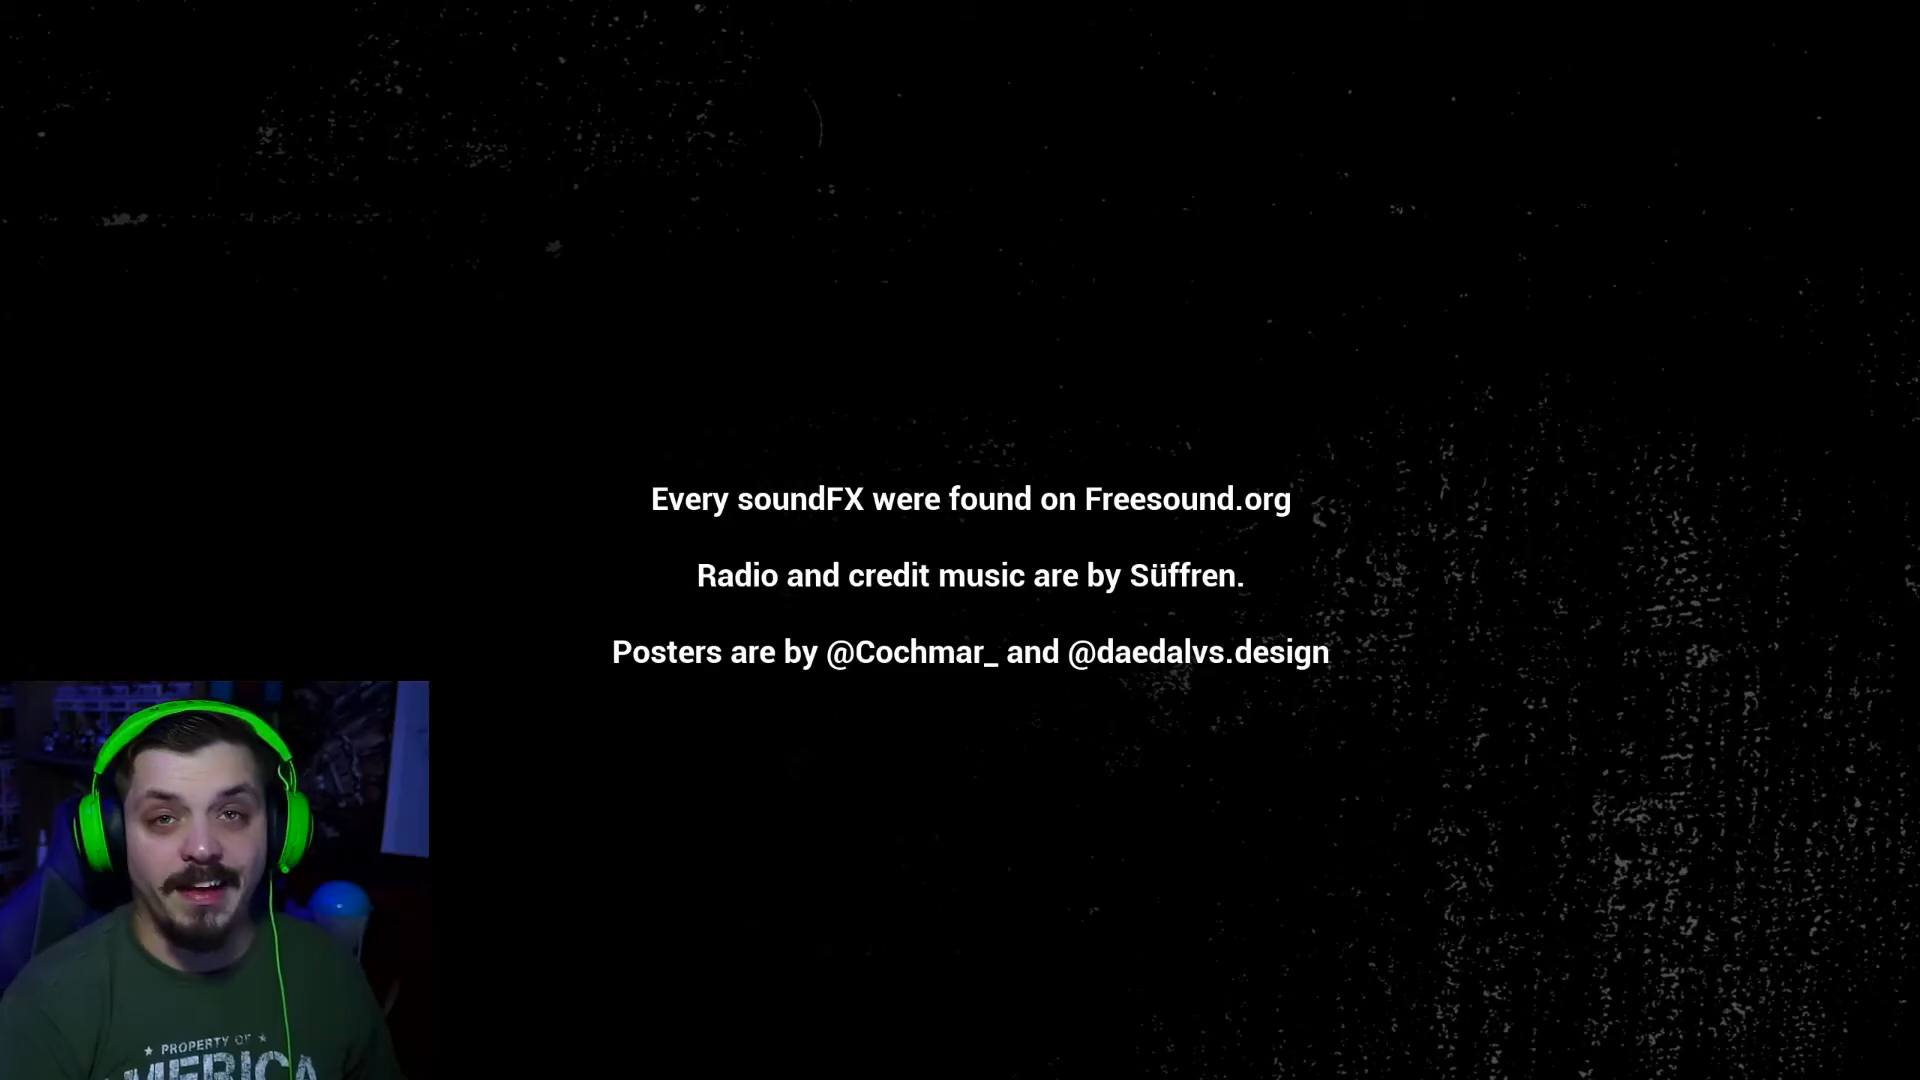 Every soundFX were found on Freesound.org
Radio and credit music are by Süffren.
Posters are by @Cochmar_ and @daedalvs.design
★ PROPERTY OF ★
AMERICA